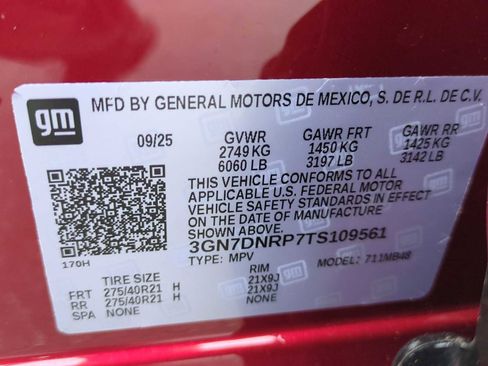 gm
MFD BY GENERAL MOTORS DE MEXICO, S. DE R.L. DE C.V.
09/25 GVWR GAWR FRT GAWR RR
2749 KG 1450 KG 1425 KG
6060 LB 3197 LB 3142 LB
THIS VEHICLE CONFORMS TO ALL
APPLICABLE U.S. FEDERAL MOTOR
VEHICLE SAFETY STANDARDS IN EFFECT
ON THE DATE OF MANUFACTURE SHOWN ABOVE.
3GN7DNRP7TS109561
170H TYPE: MPV MODEL: 711MB48
TIRE SIZE RIM
FRT 275/40R21 H 21X9J
RR 275/40R21 H 21X9J
SPA NONE NONE